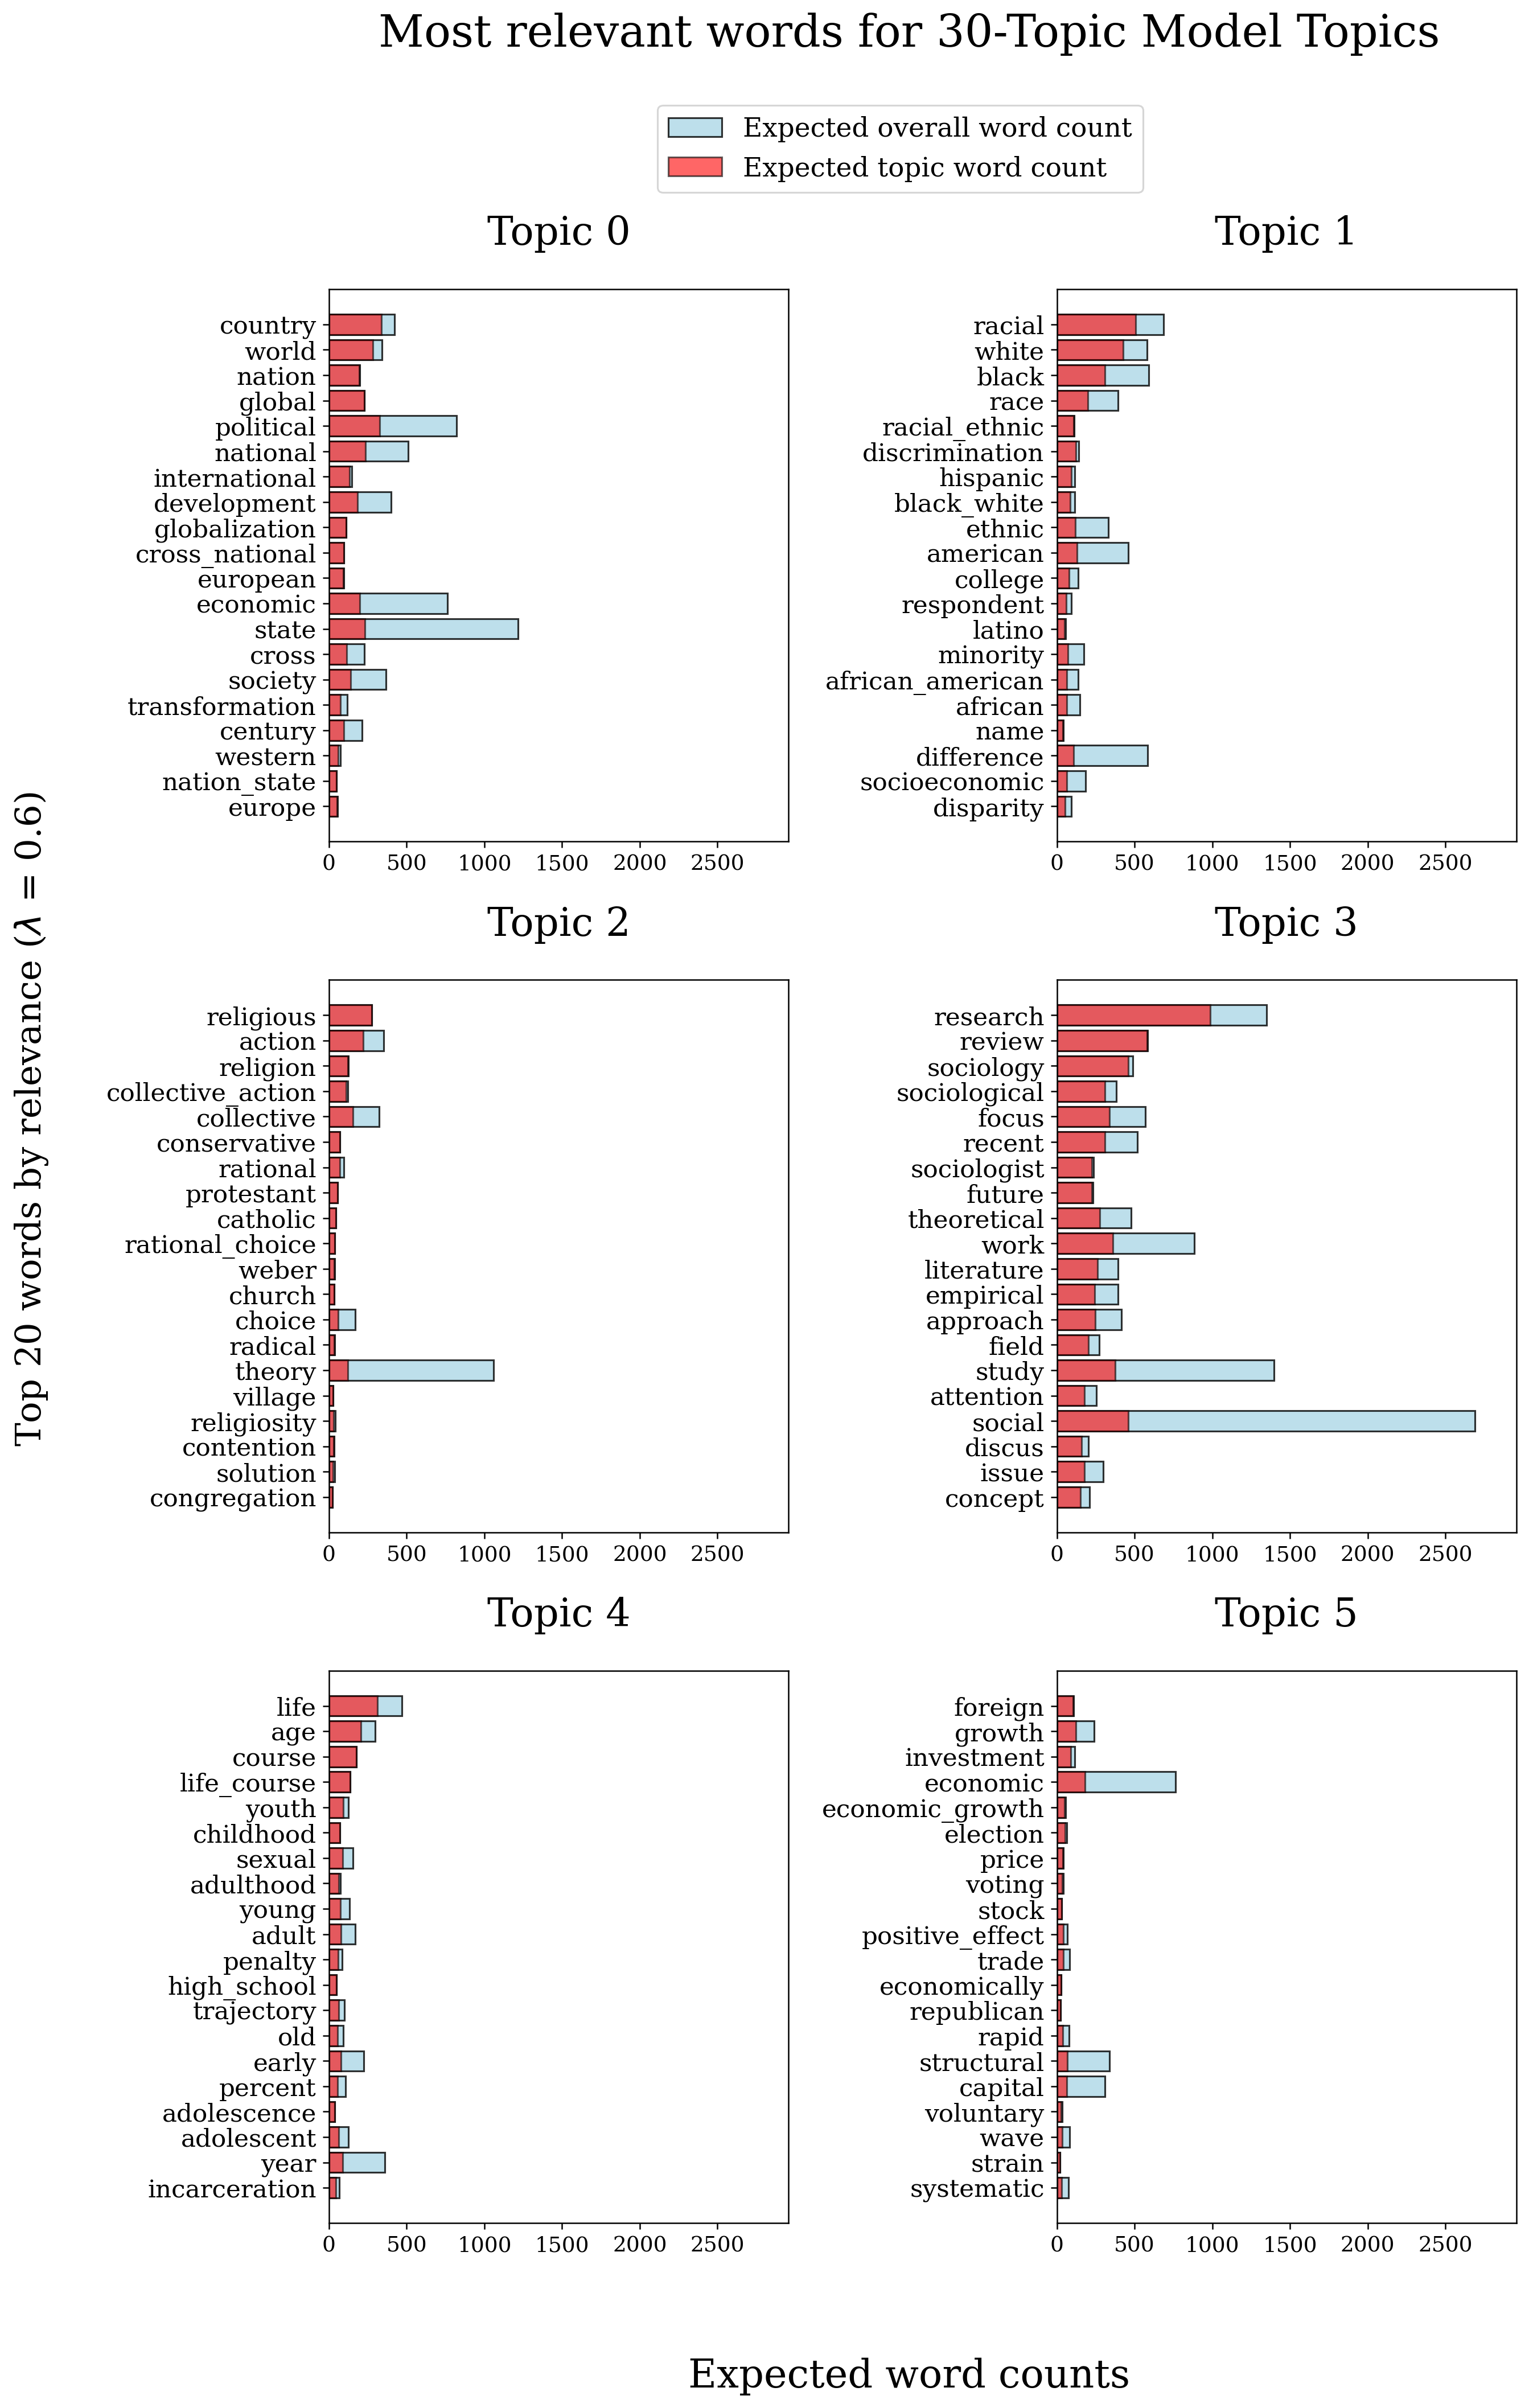 Most relevant words for 30-Topic Model Topics
Expected overall word count
Expected topic word count
Top 20 words by relevance (λ = 0.6)
Topic 0
country
world
nation
global
political
national
international
development
globalization
cross_national
european
economic
state
cross
society
transformation
century
western
nation_state
europe
0 500 1000 1500 2000 2500
Topic 1
racial
white
black
race
racial_ethnic
discrimination
hispanic
black_white
ethnic
american
college
respondent
latino
minority
african_american
african
name
difference
socioeconomic
disparity
0 500 1000 1500 2000 2500
Topic 2
religious
action
religion
collective_action
collective
conservative
rational
protestant
catholic
rational_choice
weber
church
choice
radical
theory
village
religiosity
contention
solution
congregation
0 500 1000 1500 2000 2500
Topic 3
research
review
sociology
sociological
focus
recent
sociologist
future
theoretical
work
literature
empirical
approach
field
study
attention
social
discus
issue
concept
0 500 1000 1500 2000 2500
Topic 4
life
age
course
life_course
youth
childhood
sexual
adulthood
young
adult
penalty
high_school
trajectory
old
early
percent
adolescence
adolescent
year
incarceration
0 500 1000 1500 2000 2500
Topic 5
foreign
growth
investment
economic
economic_growth
election
price
voting
stock
positive_effect
trade
economically
republican
rapid
structural
capital
voluntary
wave
strain
systematic
0 500 1000 1500 2000 2500
Expected word counts